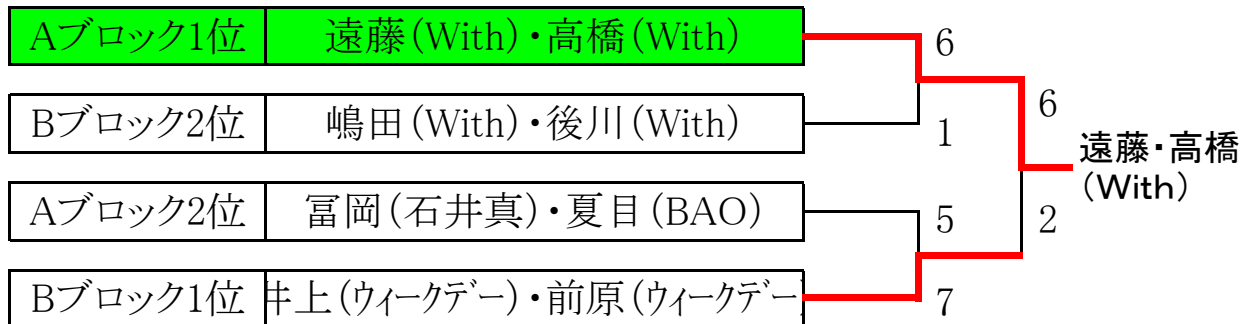 Aブロック1位 遠藤(With)・高橋(With)
6
Bブロック2位 嶋田(With)・後川(With)
1
6
遠藤・高橋
(With)
Aブロック2位 冨岡(石井真)・夏目(BAO)
5
2
Bブロック1位 井上(ウィークデー)・前原(ウィークデー)
7